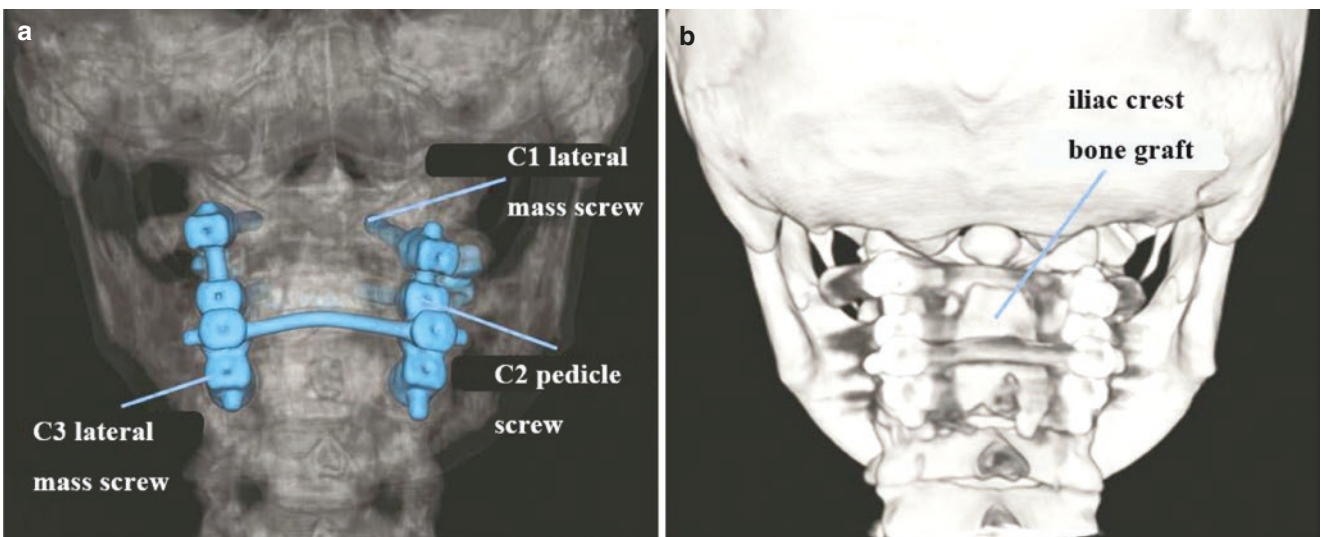 a
C1 lateral
mass screw
C2 pedicle
screw
C3 lateral
mass screw
b
iliac crest
bone graft